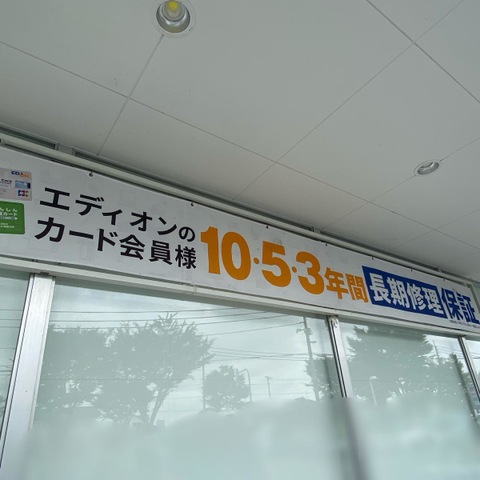 エディオンの
カード会員様
10・5・3年間
長期修理保証